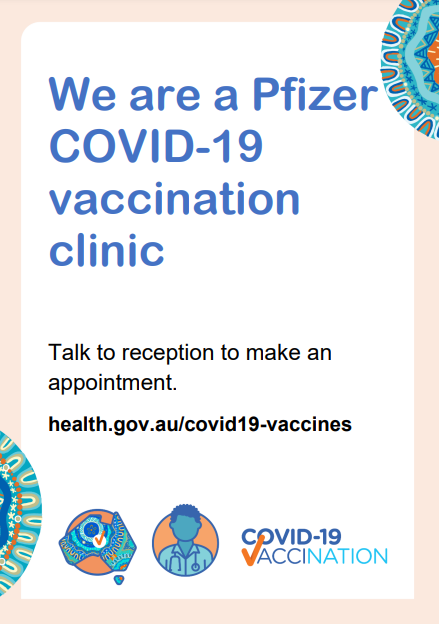 We are a Pfizer
COVID-19
vaccination
clinic
Talk to reception to make an
appointment.
health.gov.au/covid19-vaccines
COVID-19
VACCINATION